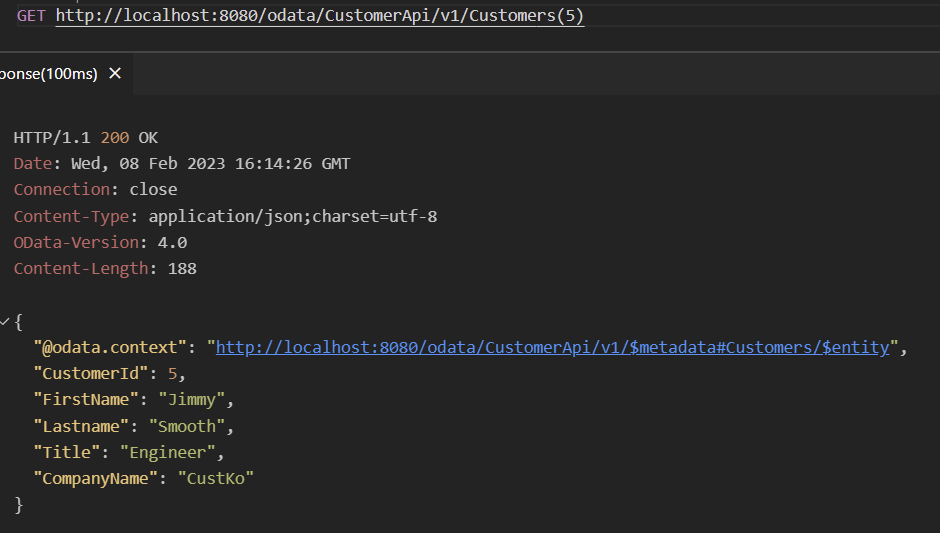 GET http://localhost:8080/odata/CustomerApi/v1/Customers(5)
ponse(100ms) ×
HTTP/1.1 200 OK
Date: Wed, 08 Feb 2023 16:14:26 GMT
Connection: close
Content-Type: application/json;charset=utf-8
OData-Version: 4.0
Content-Length: 188
{
"@odata.context": "http://localhost:8080/odata/CustomerApi/v1/$metadata#Customers/$entity",
"CustomerId": 5,
"FirstName": "Jimmy",
"Lastname": "Smooth",
"Title": "Engineer",
"CompanyName": "CustKo"
}